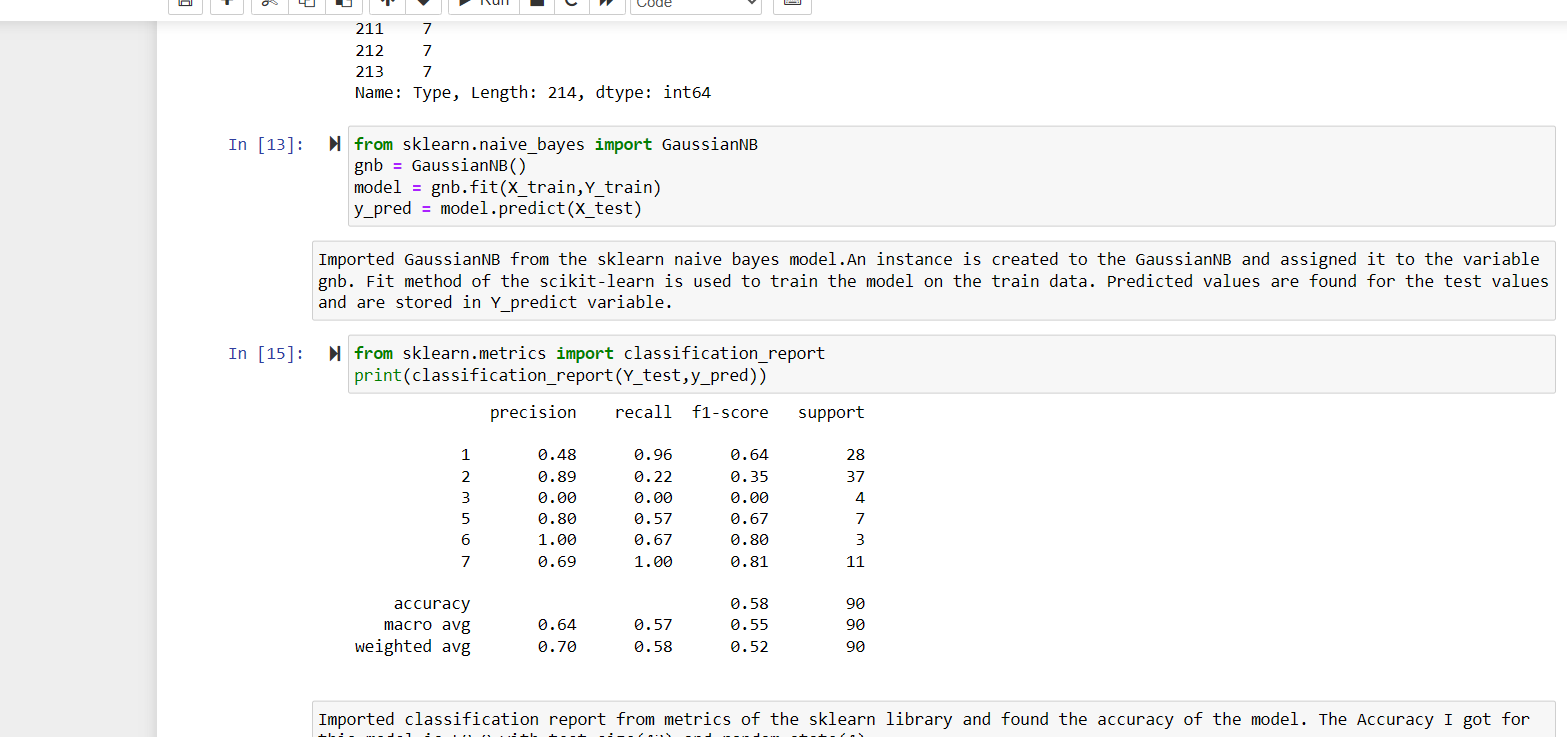 Run Code
211 7
212 7
213 7
Name: Type, Length: 214, dtype: int64
In [13]: from sklearn.naive_bayes import GaussianNB
gnb = GaussianNB()
model = gnb.fit(X_train,Y_train)
y_pred = model.predict(X_test)
Imported GaussianNB from the sklearn naive bayes model.An instance is created to the GaussianNB and assigned it to the variable
gnb. Fit method of the scikit-learn is used to train the model on the train data. Predicted values are found for the test values
and are stored in Y_predict variable.
In [15]: from sklearn.metrics import classification_report
print(classification_report(Y_test,y_pred))
precision recall f1-score support
1 0.48 0.96 0.64 28
2 0.89 0.22 0.35 37
3 0.00 0.00 0.00 4
5 0.80 0.57 0.67 7
6 1.00 0.67 0.80 3
7 0.69 1.00 0.81 11
accuracy 0.58 90
macro avg 0.64 0.57 0.55 90
weighted avg 0.70 0.58 0.52 90
Imported classification report from metrics of the sklearn library and found the accuracy of the model. The Accuracy I got for